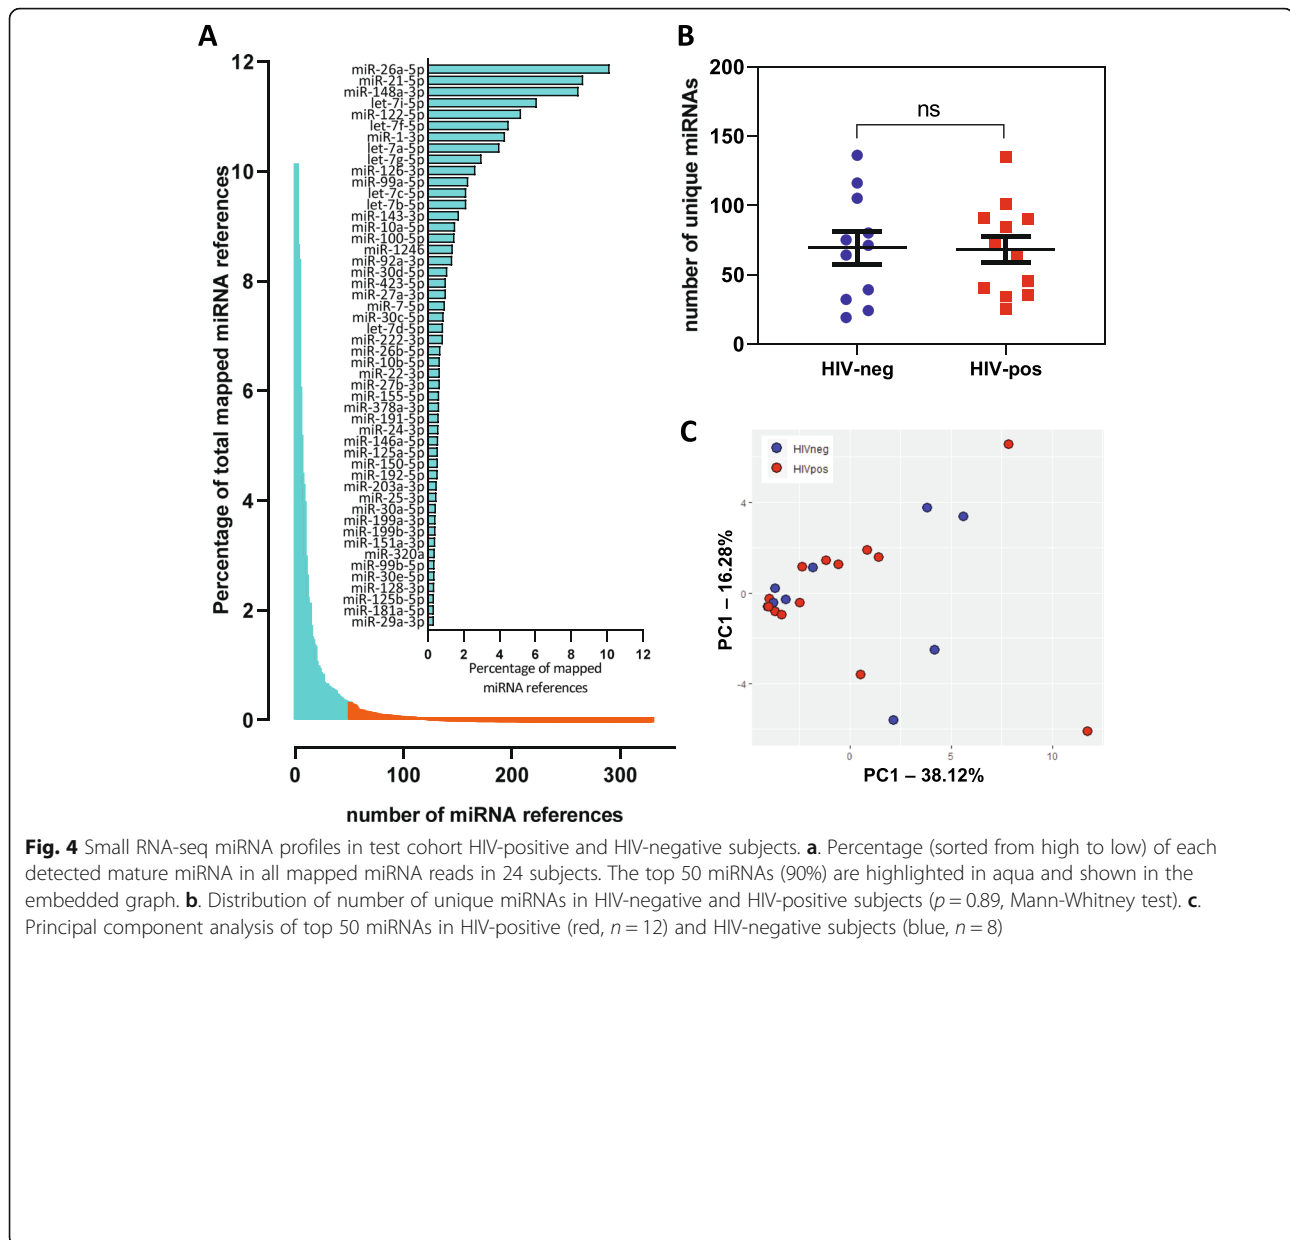 A
12
10
8
6
4
2
0
Percentage of total mapped miRNA references
miR-26a-5p
miR-21-5p
miR-148a-3p
let-7i-5p
miR-122-5p
let-7f-5p
miR-1-3p
let-7a-5p
let-7g-5p
miR-126-3p
miR-99a-5p
let-7c-5p
let-7b-5p
miR-143-3p
miR-10a-5p
miR-100-5p
miR-1246
miR-92a-3p
miR-30d-5p
miR-423-5p
miR-27a-3p
miR-7-5p
miR-30c-5p
let-7d-5p
miR-222-3p
miR-26b-5p
miR-10b-5p
miR-22-3p
miR-27b-3p
miR-155-5p
miR-378a-3p
miR-191-5p
miR-24-3p
miR-146a-5p
miR-125a-5p
miR-150-5p
miR-192-5p
miR-203a-3p
miR-25-3p
miR-30a-5p
miR-199a-3p
miR-199b-3p
miR-151a-3p
miR-320a
miR-99b-5p
miR-30e-5p
miR-128-3p
miR-125b-5p
miR-181a-5p
miR-29a-3p
0 2 4 6 8 10 12
Percentage of mapped
miRNA references
0 100 200 300
number of miRNA references
B
200
150
100
50
0
number of unique miRNAs
ns
HIV-neg HIV-pos
C
HIVneg
HIVpos
4
0
-4
PC1 – 16.28%
0 5 10
PC1 – 38.12%
Fig. 4 Small RNA-seq miRNA profiles in test cohort HIV-positive and HIV-negative subjects. a. Percentage (sorted from high to low) of each
detected mature miRNA in all mapped miRNA reads in 24 subjects. The top 50 miRNAs (90%) are highlighted in aqua and shown in the
embedded graph. b. Distribution of number of unique miRNAs in HIV-negative and HIV-positive subjects (p = 0.89, Mann-Whitney test). c.
Principal component analysis of top 50 miRNAs in HIV-positive (red, n = 12) and HIV-negative subjects (blue, n = 8)